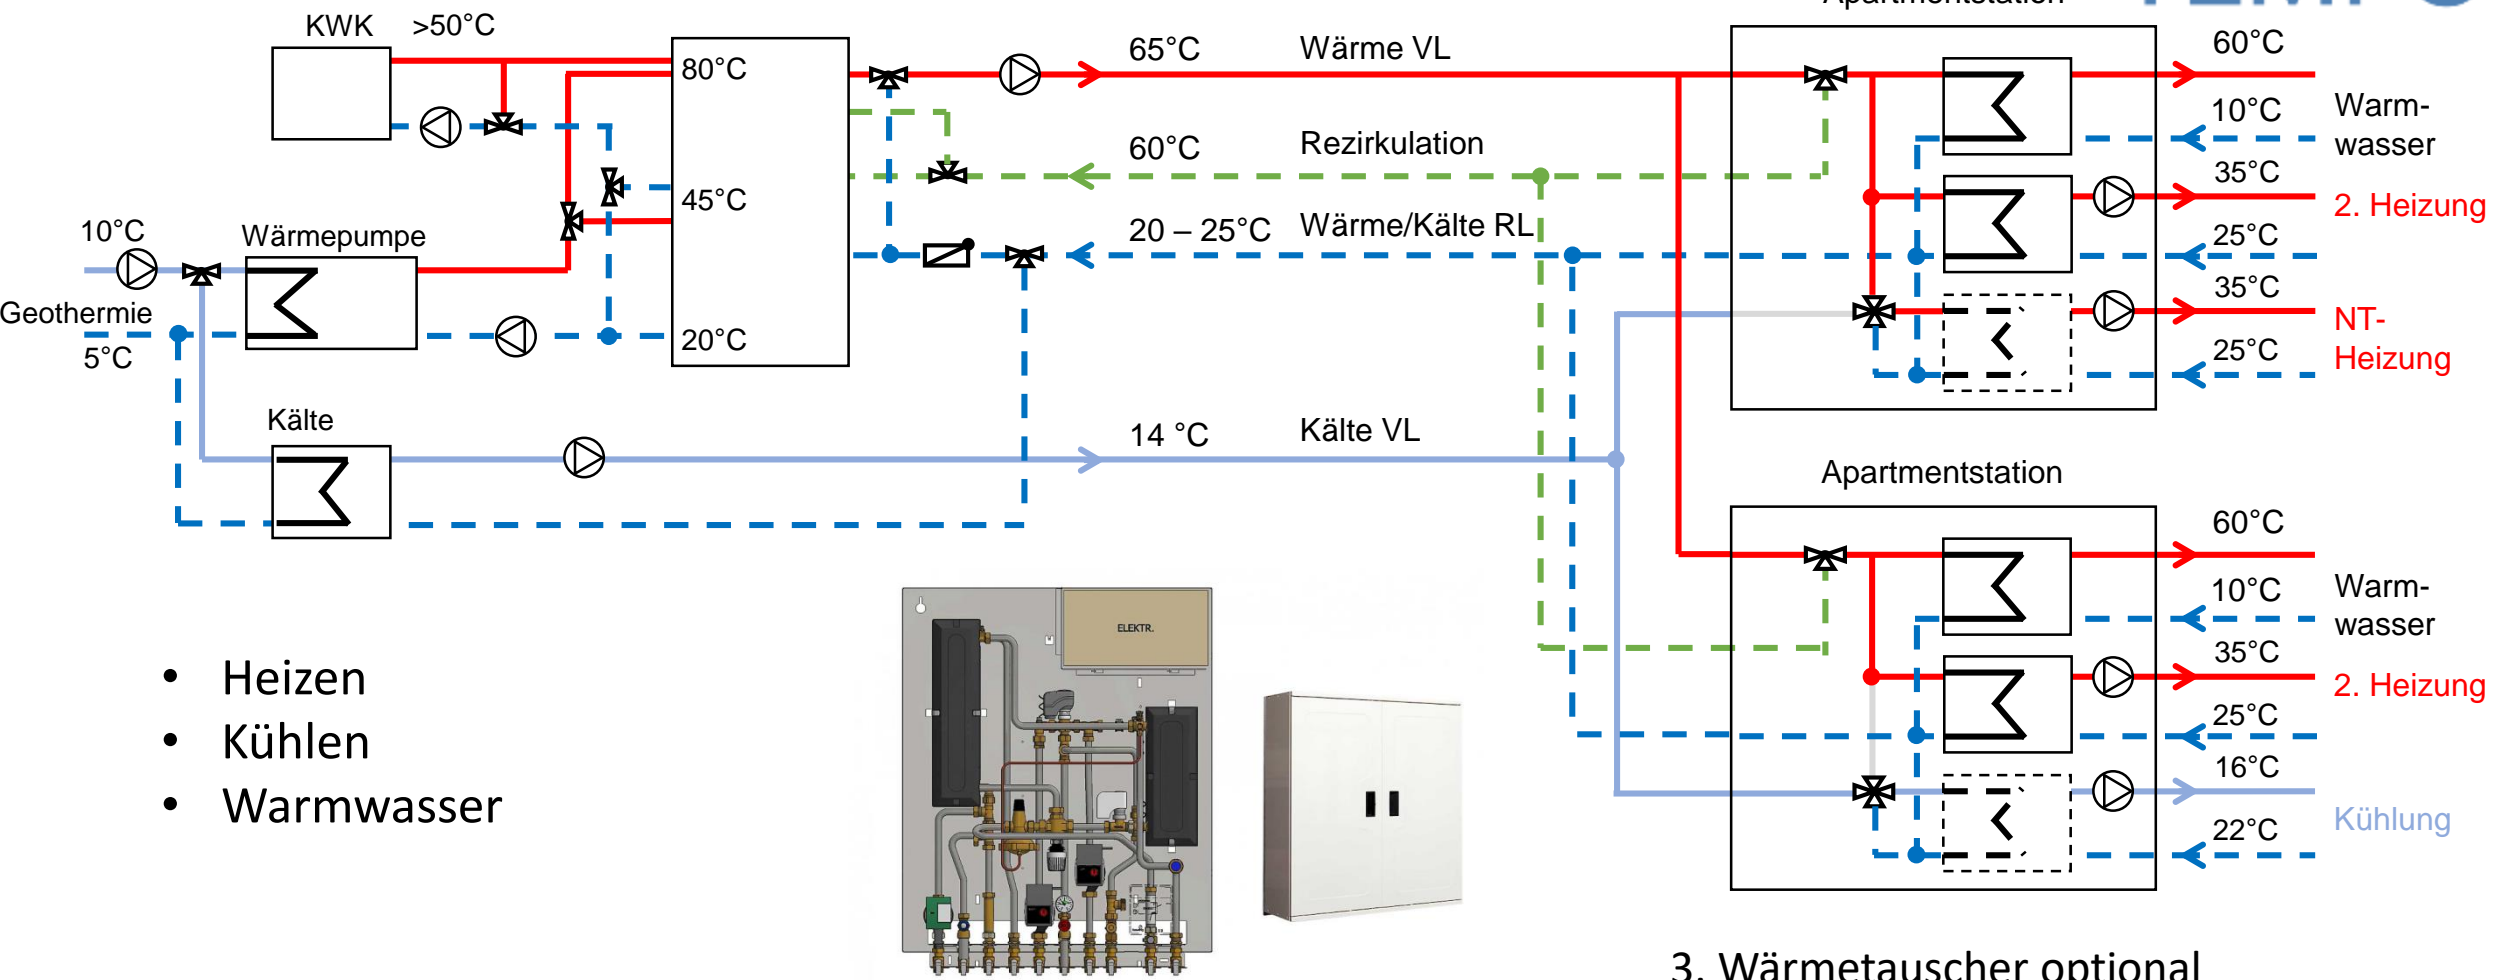 Apartmentstation
KWK >50°C
80°C
45°C
20°C
10°C
Geothermie
5°C
Wärmepumpe
Kälte
65°C Wärme VL
60°C Rezirkulation
20 – 25°C Wärme/Kälte RL
14 °C Kälte VL
60°C
10°C
Warm-
wasser
35°C
2. Heizung
25°C
35°C
NT-
Heizung
25°C
Apartmentstation
60°C
10°C
Warm-
wasser
35°C
2. Heizung
25°C
16°C
Kühlung
22°C
• Heizen
• Kühlen
• Warmwasser
ELEKTR.
3. Wärmetauscher optional